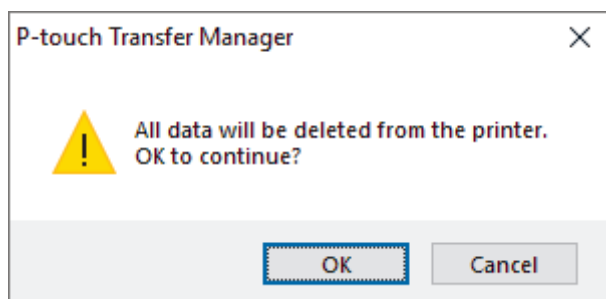 P-touch Transfer Manager
All data will be deleted from the printer.
OK to continue?
OK
Cancel